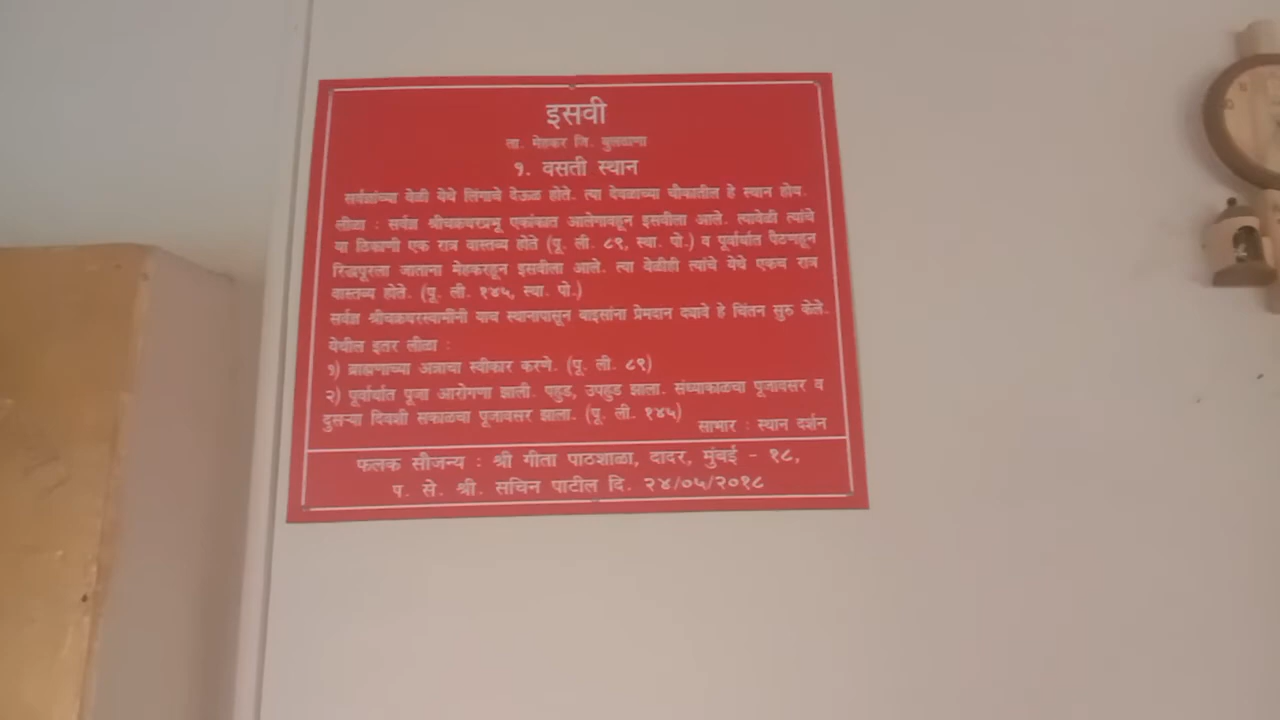 इसवी
ता. मेहकर जि. बुलढाणा
१. वसती स्थान
सर्वज्ञांच्या वेळी येथे लिंगाचे देऊळ होते. त्या देवळाच्या चौकातील हे स्थान होय.
लीळा : सर्वज्ञ श्रीचक्रधरप्रभू एकांकात आलेगावहून इसवीला आले. त्यावेळी त्यांचे
या ठिकाणी एक रात्र वास्तव्य होते (पू. ली. ८९, स्था. पो.) व पूर्वार्धात पैठणहून
रिद्धपूरला जाताना मेहकरहून इसवीला आले. त्या वेळीही त्यांचे येथे एकच रात्र
वास्तव्य होते. (पू. ली. १४५, स्था. पो.)
सर्वज्ञ श्रीचक्रधरस्वामींनी याच स्थानापासून बाइसांना प्रेमदान द्यावे हे चिंतन सुरु केले.
येथील इतर लीळा :
१) ब्राह्मणाच्या अन्नाचा स्वीकार करणे. (पू. ली. ८९)
२) पूर्वार्धात पूजा आरोगणा झाली. पहुड, उपहुड झाला. संध्याकाळचा पूजावसर व
दुसऱ्या दिवशी सकाळचा पूजावसर झाला. (पू. ली. १४५)
साभार : स्थान दर्शन
फलक सौजन्य : श्री गीता पाठशाळा, दादर, मुंबई - १८,
प. से. श्री. सचिन पाटील दि. २४/०५/२०१८